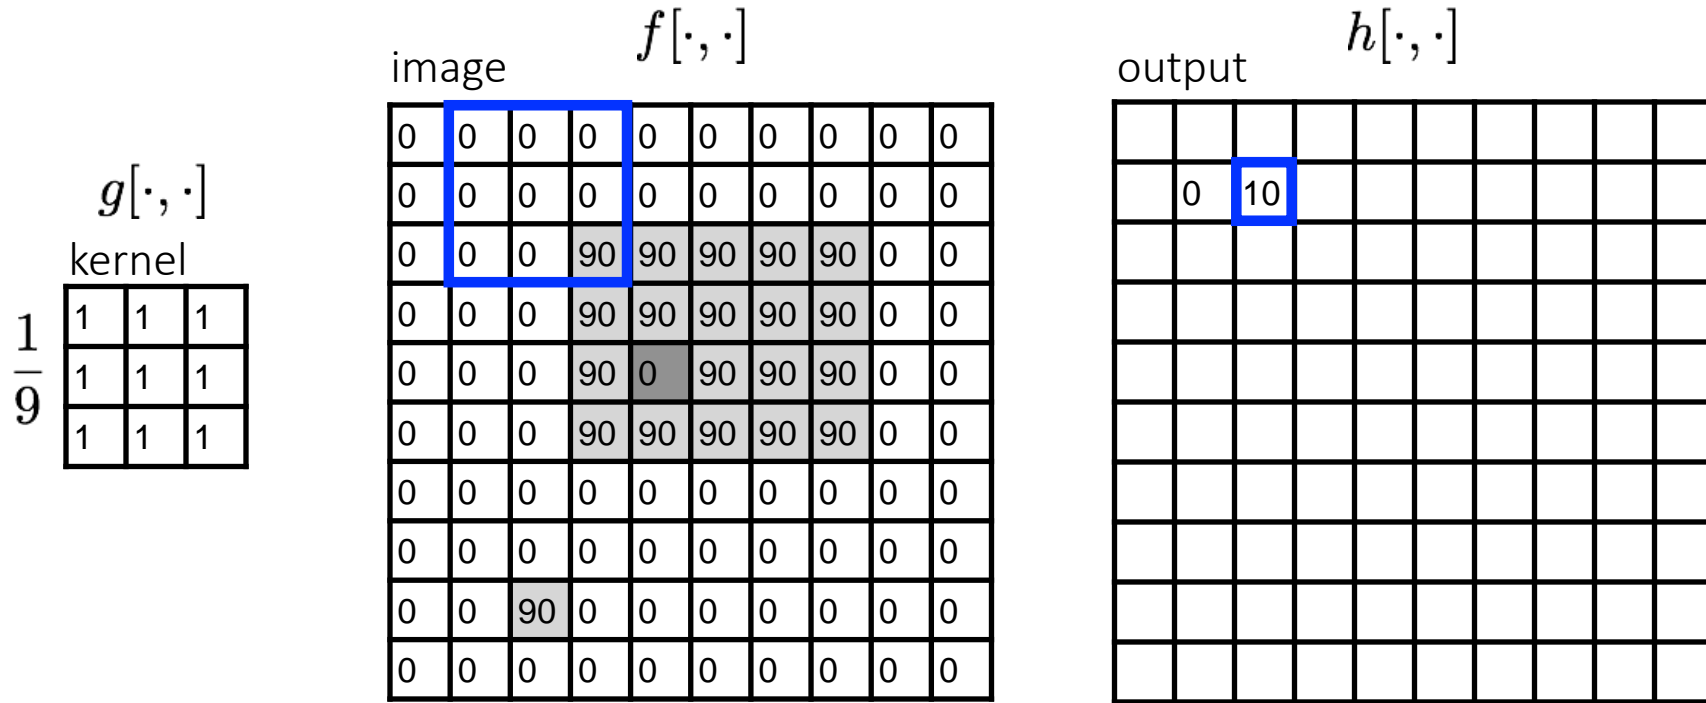 f[·, ·]
h[·, ·]
image
output
g[·, ·]
kernel
1/9
1 1 1
1 1 1
1 1 1
0 0 0 0 0 0 0 0 0 0
0 0 0 0 0 0 0 0 0 0
0 0 0 90 90 90 90 90 0 0
0 0 0 90 90 90 90 90 0 0
0 0 0 90 0 90 90 90 0 0
0 0 0 90 90 90 90 90 0 0
0 0 0 0 0 0 0 0 0 0
0 0 0 0 0 0 0 0 0 0
0 0 90 0 0 0 0 0 0 0
0 0 0 0 0 0 0 0 0 0
0 10